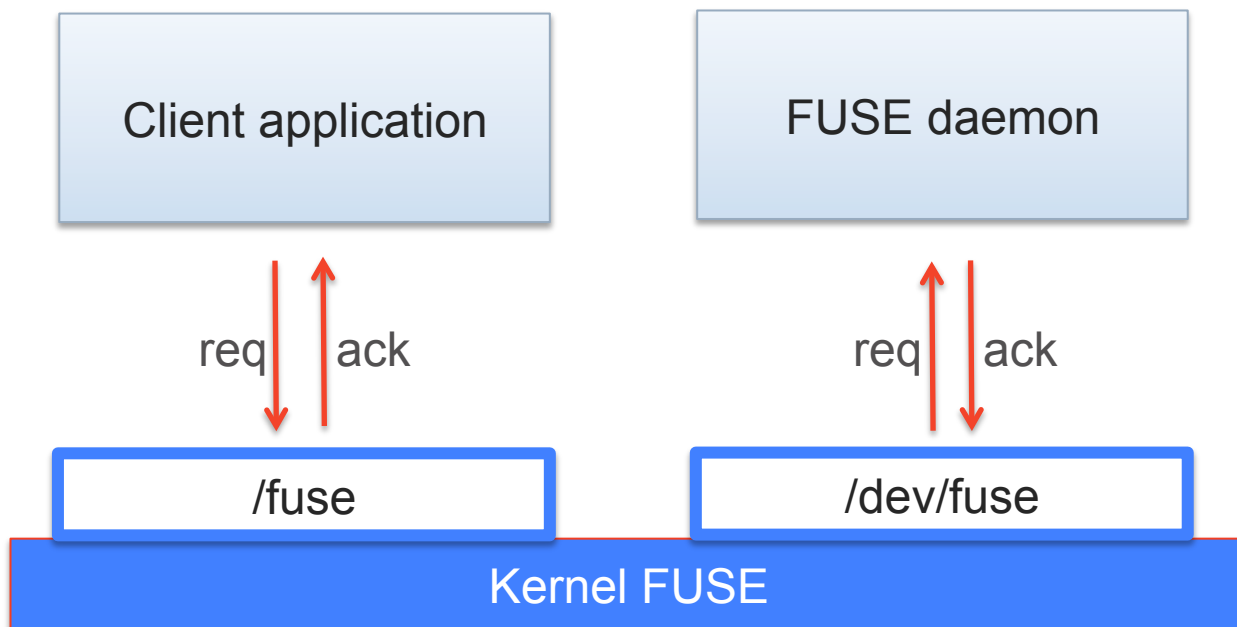 Client application
FUSE daemon
req
ack
req
ack
/fuse
/dev/fuse
Kernel FUSE